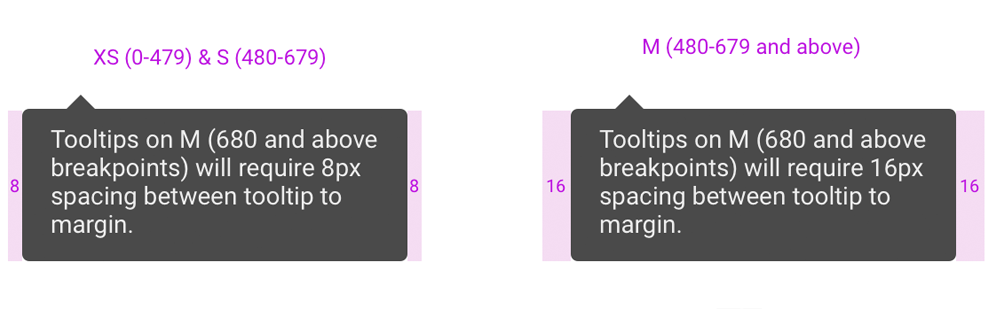 XS (0-479) & S (480-679)
Tooltips on M (680 and above
breakpoints) will require 8px
spacing between tooltip to
margin.
8
8
M (480-679 and above)
Tooltips on M (680 and above
breakpoints) will require 16px
spacing between tooltip to
margin.
16
16